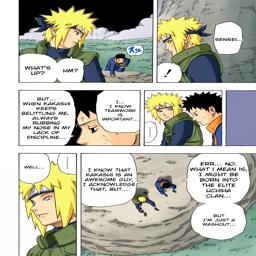 WHAT'S
UP?
HM?
SENSEI...
!
BUT...
WHEN KAKASHI
KEEPS
BELITTLING ME,
ALWAYS
RUBBING
MY NOSE IN MY
LACK OF
DISCIPLINE...
I...
I KNOW
TEAMWORK
IS
IMPORTANT...
WELL...
I KNOW THAT
KAKASHI IS AN
AWESOME GUY, I
ACKNOWLEDGE
THAT, BUT...
ERR... NO.
WHAT I MEAN IS,
I MIGHT BE
BORN INTO
THE ELITE
UCHIHA
CLAN...
BUT
I'M JUST A
WASHOUT...